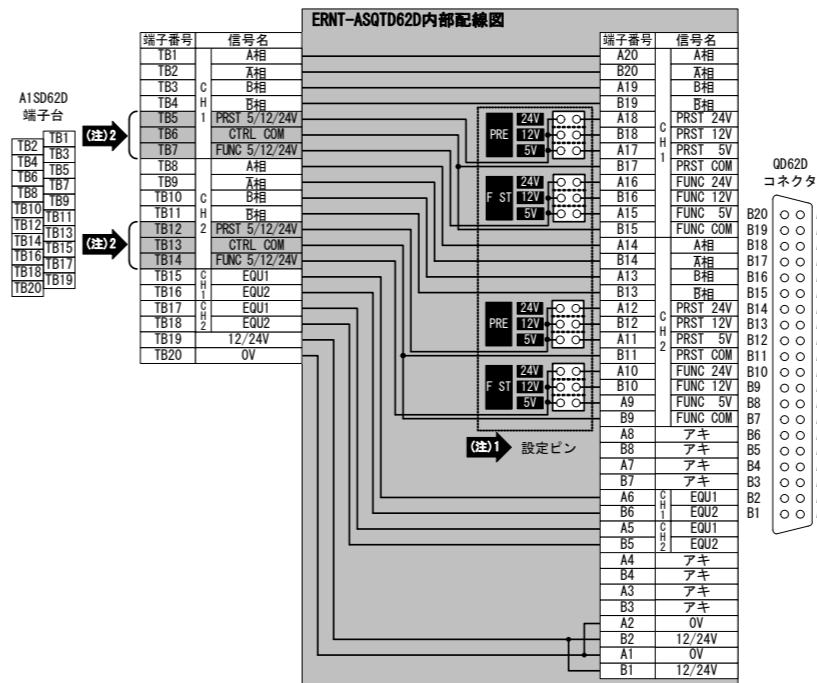 ERNT-ASQTD62D内部配線図
A1SD62D
端子台
TB1
TB2
TB3
TB4
TB5
TB6
TB7
TB8
TB9
TB10
TB11
TB12
TB13
TB14
TB15
TB16
TB17
TB18
TB19
TB20
(注)2
(注)2
端子番号 信号名
CH1
TB1 A相
TB2 A̅相
TB3 B相
TB4 B̅相
TB5 PRST 5/12/24V
TB6 CTRL COM
TB7 FUNC 5/12/24V
CH2
TB8 A相
TB9 A̅相
TB10 B相
TB11 B̅相
TB12 PRST 5/12/24V
TB13 CTRL COM
TB14 FUNC 5/12/24V
CH1
TB15 EQU1
TB16 EQU2
CH2
TB17 EQU1
TB18 EQU2
TB19 12/24V
TB20 0V
PRE
24V
12V
5V
F ST
24V
12V
5V
PRE
24V
12V
5V
F ST
24V
12V
5V
(注)1 設定ピン
端子番号 信号名
CH1
A20 A相
B20 A̅相
A19 B相
B19 B̅相
A18 PRST 24V
B18 PRST 12V
A17 PRST 5V
B17 PRST COM
A16 FUNC 24V
B16 FUNC 12V
A15 FUNC 5V
B15 FUNC COM
CH2
A14 A相
B14 A̅相
A13 B相
B13 B̅相
A12 PRST 24V
B12 PRST 12V
A11 PRST 5V
B11 PRST COM
A10 FUNC 24V
B10 FUNC 12V
A9 FUNC 5V
B9 FUNC COM
A8 アキ
B8 アキ
A7 アキ
B7 アキ
CH1
A6 EQU1
B6 EQU2
CH2
A5 EQU1
B5 EQU2
A4 アキ
B4 アキ
A3 アキ
B3 アキ
A2 0V
B2 12/24V
A1 0V
B1 12/24V
QD62D
コネクタ
B20
B19
B18
B17
B16
B15
B14
B13
B12
B11
B10
B9
B8
B7
B6
B5
B4
B3
B2
B1